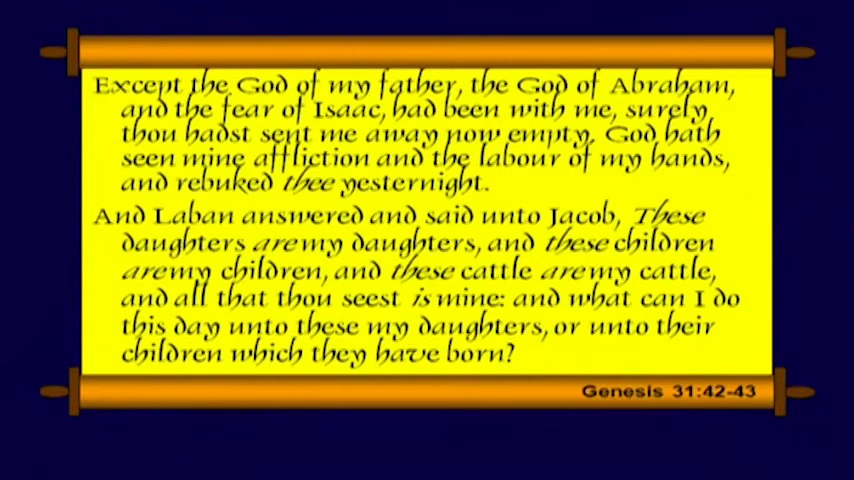 Except the God of my father, the God of Abraham,
and the fear of Isaac, had been with me, surely
thou hadst sent me away now empty. God hath
seen mine affliction and the labour of my hands,
and rebuked thee yesternight.
And Laban answered and said unto Jacob, These
daughters are my daughters, and these children
are my children, and these cattle are my cattle,
and all that thou seest is mine: and what can I do
this day unto these my daughters, or unto their
children which they have born?
Genesis 31:42-43